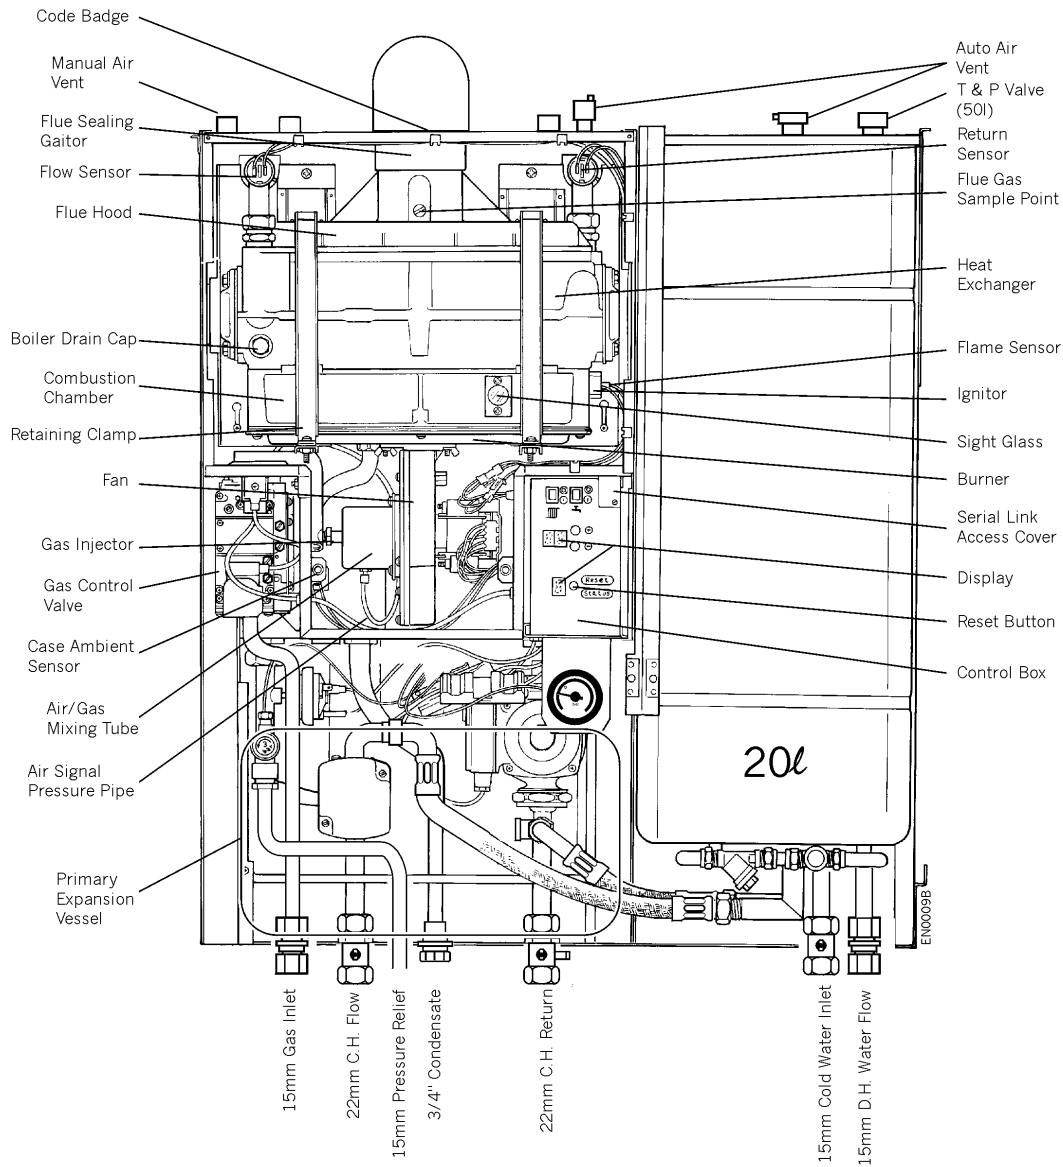 Code Badge
Manual Air
Vent
Flue Sealing
Gaitor
Flow Sensor
Flue Hood
Boiler Drain Cap
Combustion
Chamber
Retaining Clamp
Fan
Gas Injector
Gas Control
Valve
Case Ambient
Sensor
Air/Gas
Mixing Tube
Air Signal
Pressure Pipe
Primary
Expansion
Vessel
Auto Air
Vent
T & P Valve
(50l)
Return
Sensor
Flue Gas
Sample Point
Heat
Exchanger
Flame Sensor
Ignitor
Sight Glass
Burner
Serial Link
Access Cover
Display
Reset Button
Control Box
Reset
Status
20l
EN0009B
15mm Gas Inlet
22mm C.H. Flow
15mm Pressure Relief
3/4" Condensate
22mm C.H. Return
15mm Cold Water Inlet
15mm D.H. Water Flow